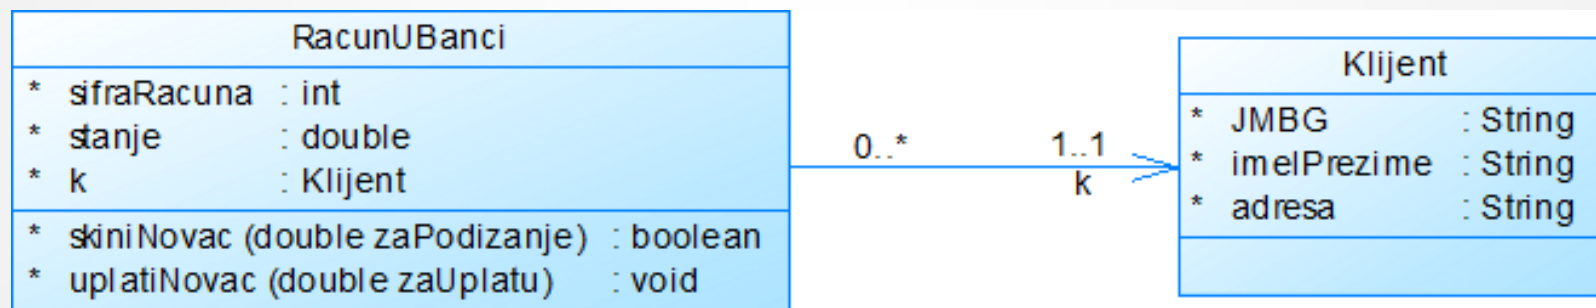 RacunUBanci
* sifraRacuna : int
* stanje : double
* k : Klijent
* skiniNovac (double zaPodizanje) : boolean
* uplatiNovac (double zaUplatu) : void
0..* 1..1
k
Klijent
* JMBG : String
* imeIPrezime : String
* adresa : String